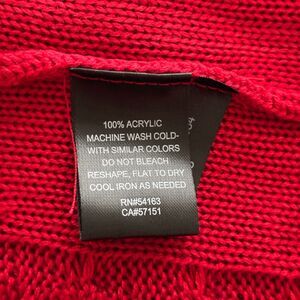 100% ACRYLIC
MACHINE WASH COLD-
WITH SIMILAR COLORS
DO NOT BLEACH
RESHAPE, FLAT TO DRY
COOL IRON AS NEEDED
RN#54163
CA#57151